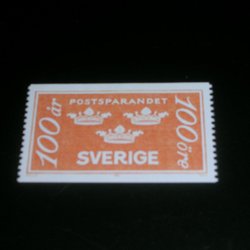 100 år
POSTSPARANDET
SVERIGE
100 öre